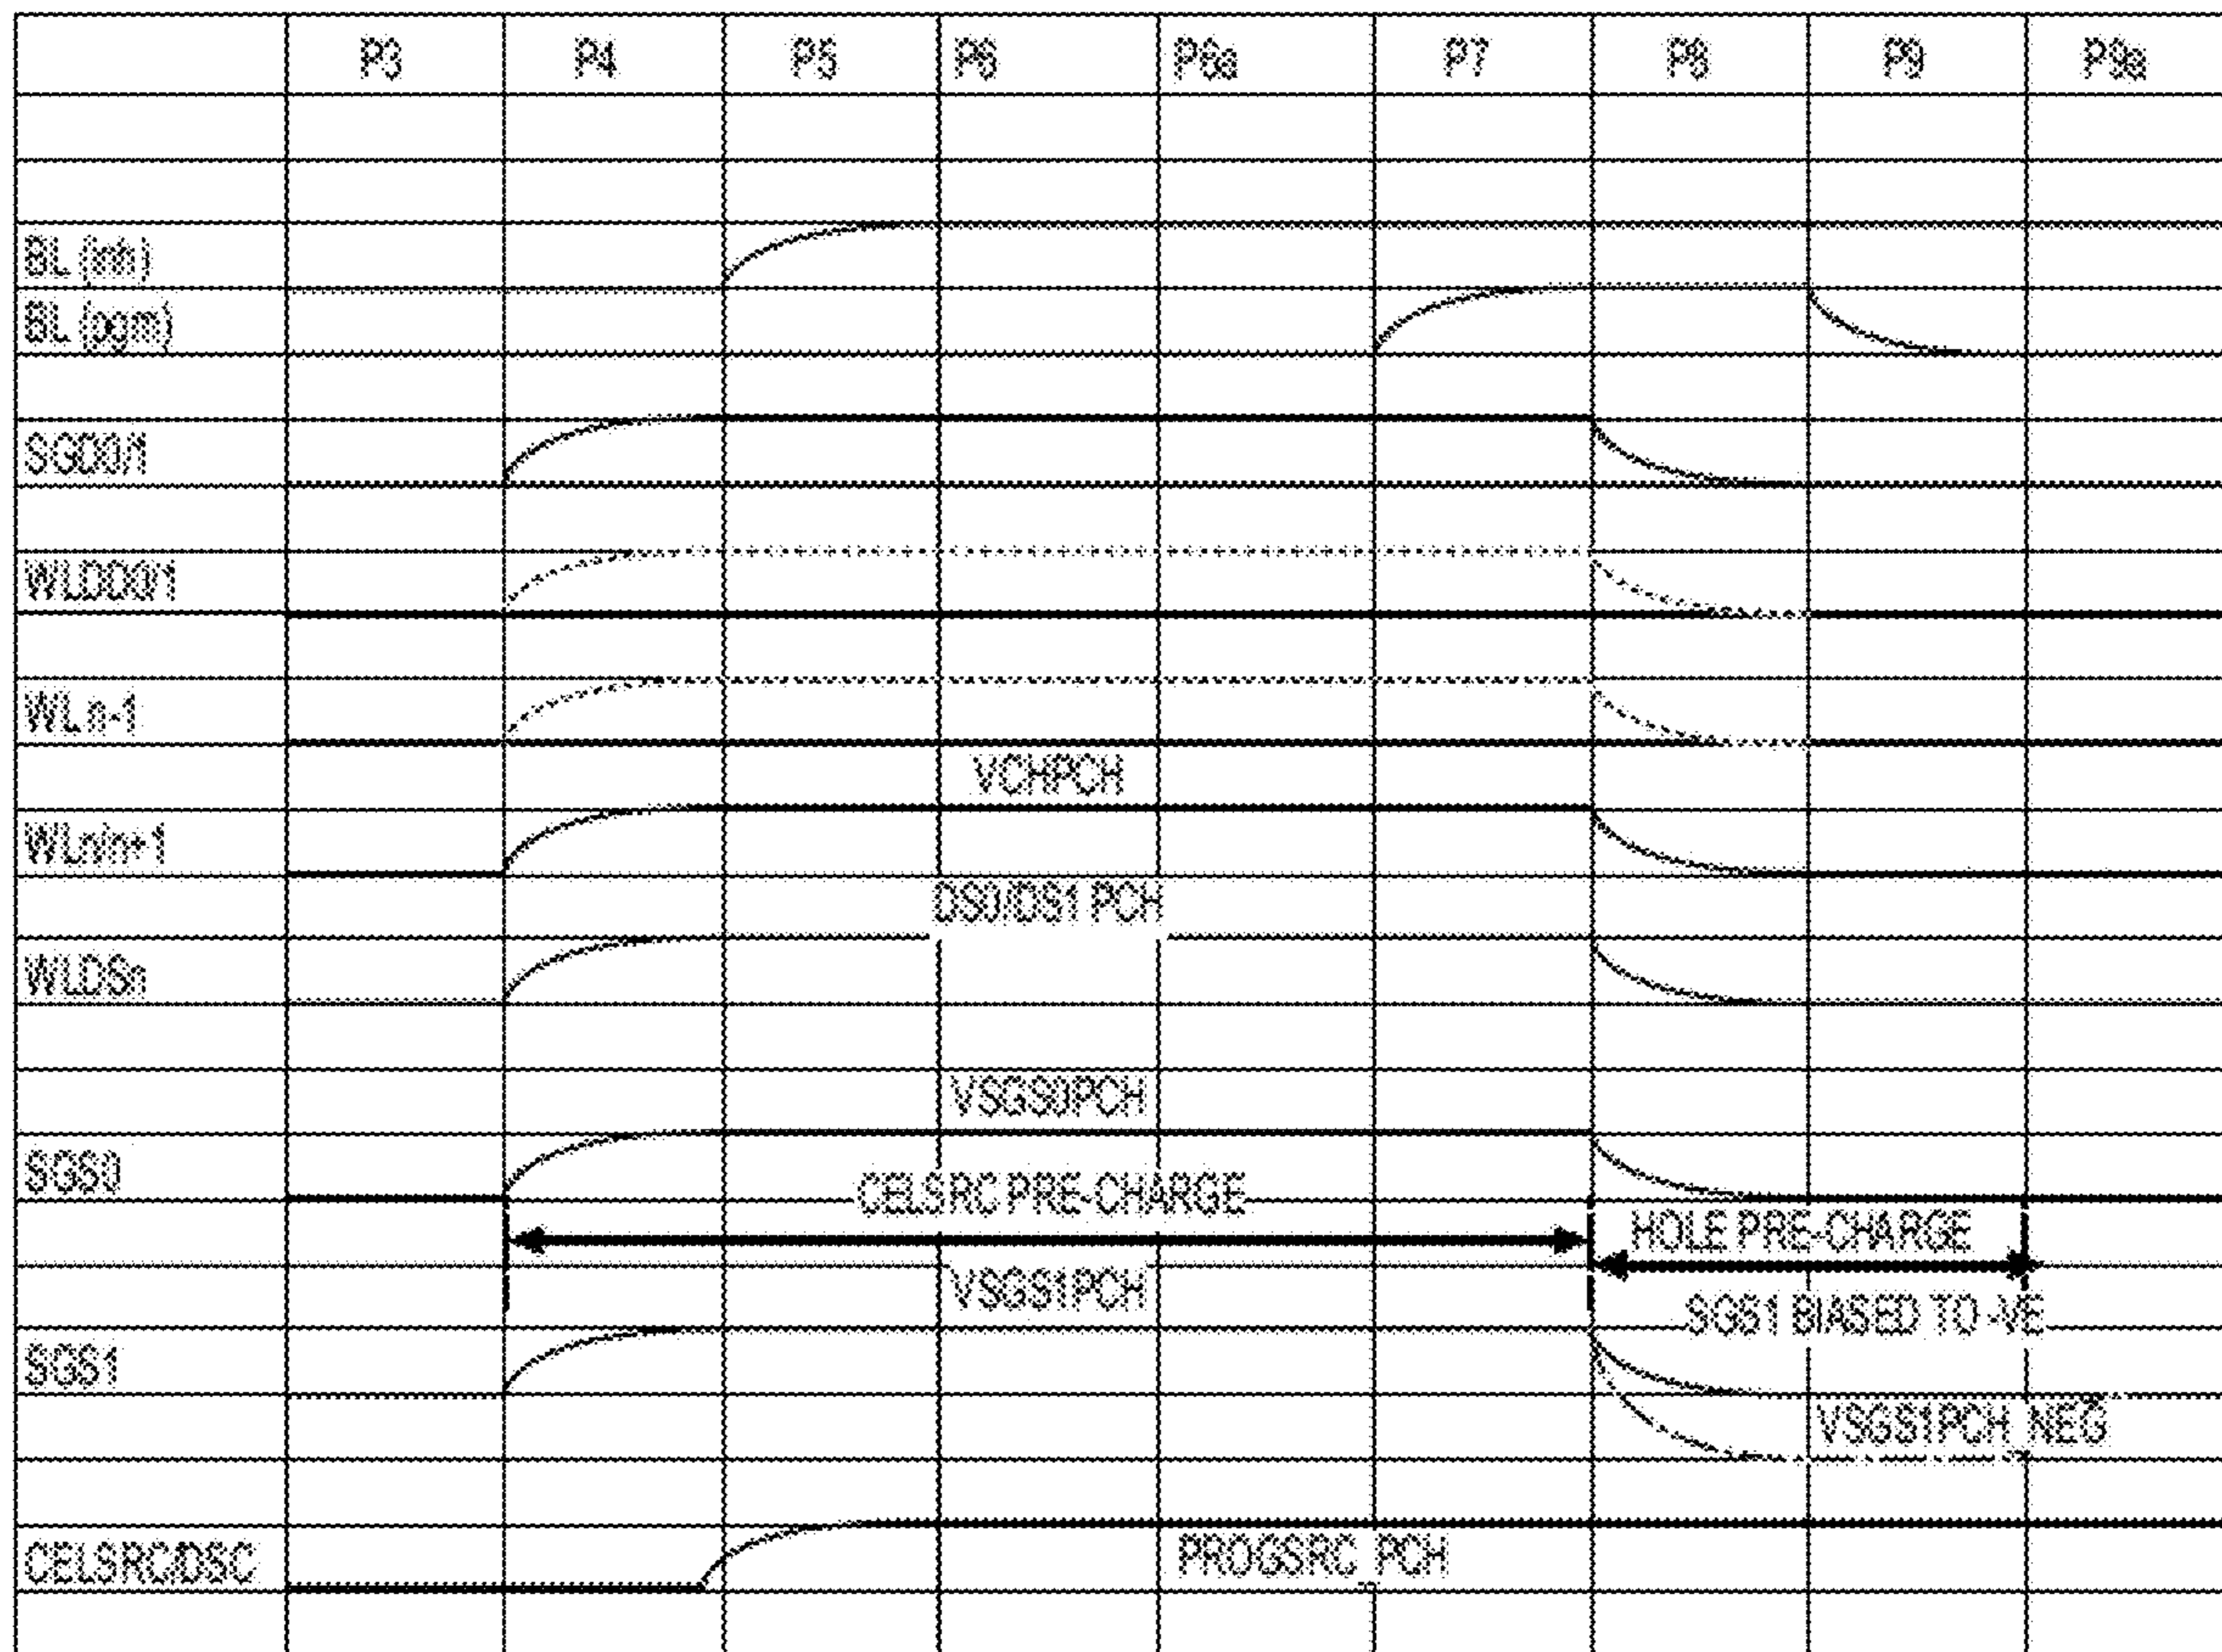 P3 P4 P5 P6 P6a P7 P8 P9 P9a
BL (inh)
BL (pgm)
SGD0/1
WLDD0/1
WLn-1
VCHPCH
WLn/n+1
DS0/DS1 PCH
WLDSn
VSGS0PCH
SGS0
CELSRC PRE-CHARGE
HOLE PRE-CHARGE
VSGS1PCH
SGS1 BIASED TO -VE
SGS1
VSGS1PCH_NEG
CELSRC/DSC
PROGSRC_PCH